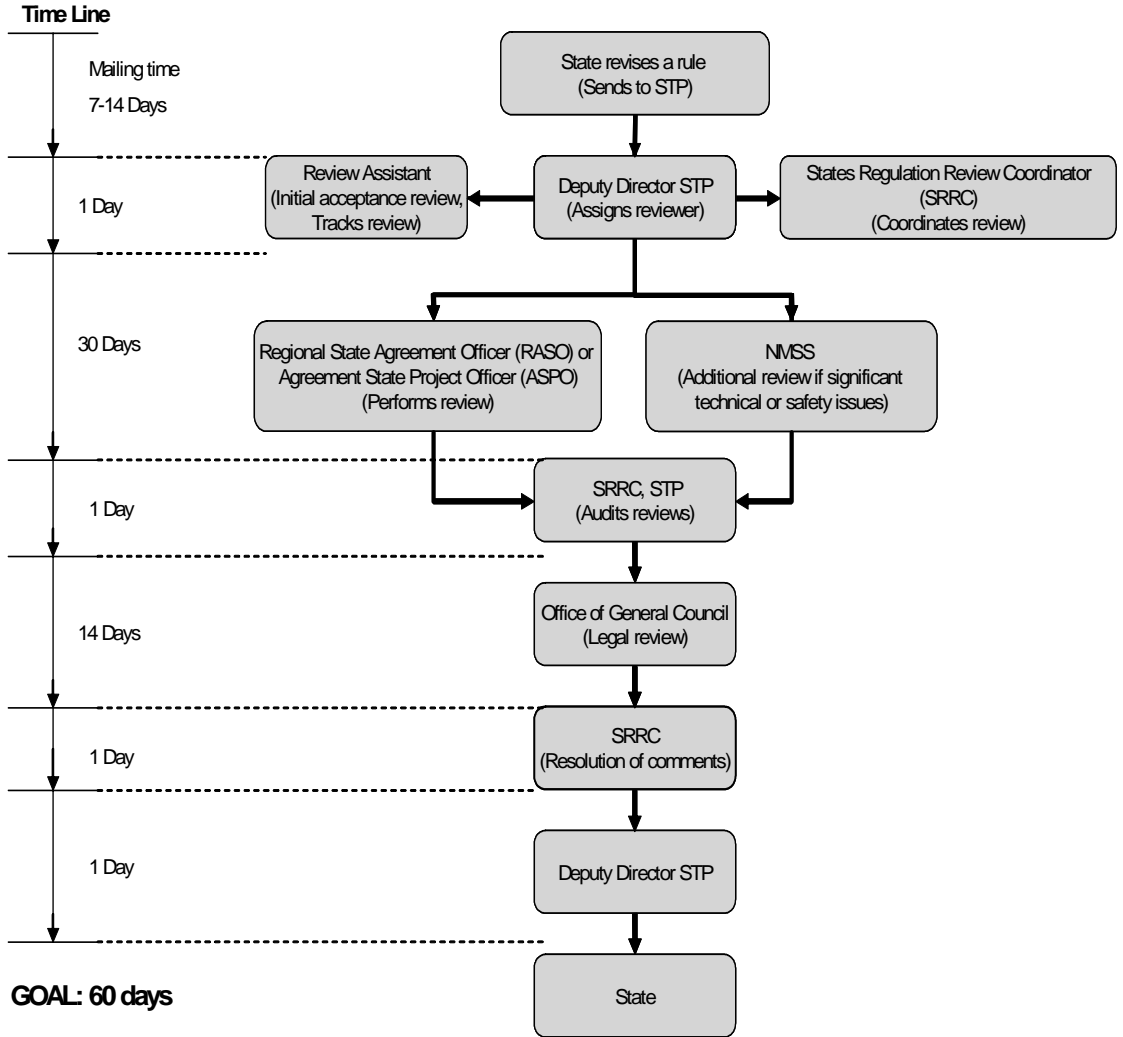 Time Line
Mailing time
7-14 Days
State revises a rule
(Sends to STP)
1 Day
Review Assistant
(Initial acceptance review,
Tracks review)
Deputy Director STP
(Assigns reviewer)
States Regulation Review Coordinator
(SRRC)
(Coordinates review)
30 Days
Regional State Agreement Officer (RASO) or
Agreement State Project Officer (ASPO)
(Performs review)
NMSS
(Additional review if significant
technical or safety issues)
1 Day
SRRC, STP
(Audits reviews)
14 Days
Office of General Council
(Legal review)
1 Day
SRRC
(Resolution of comments)
1 Day
Deputy Director STP
GOAL: 60 days
State